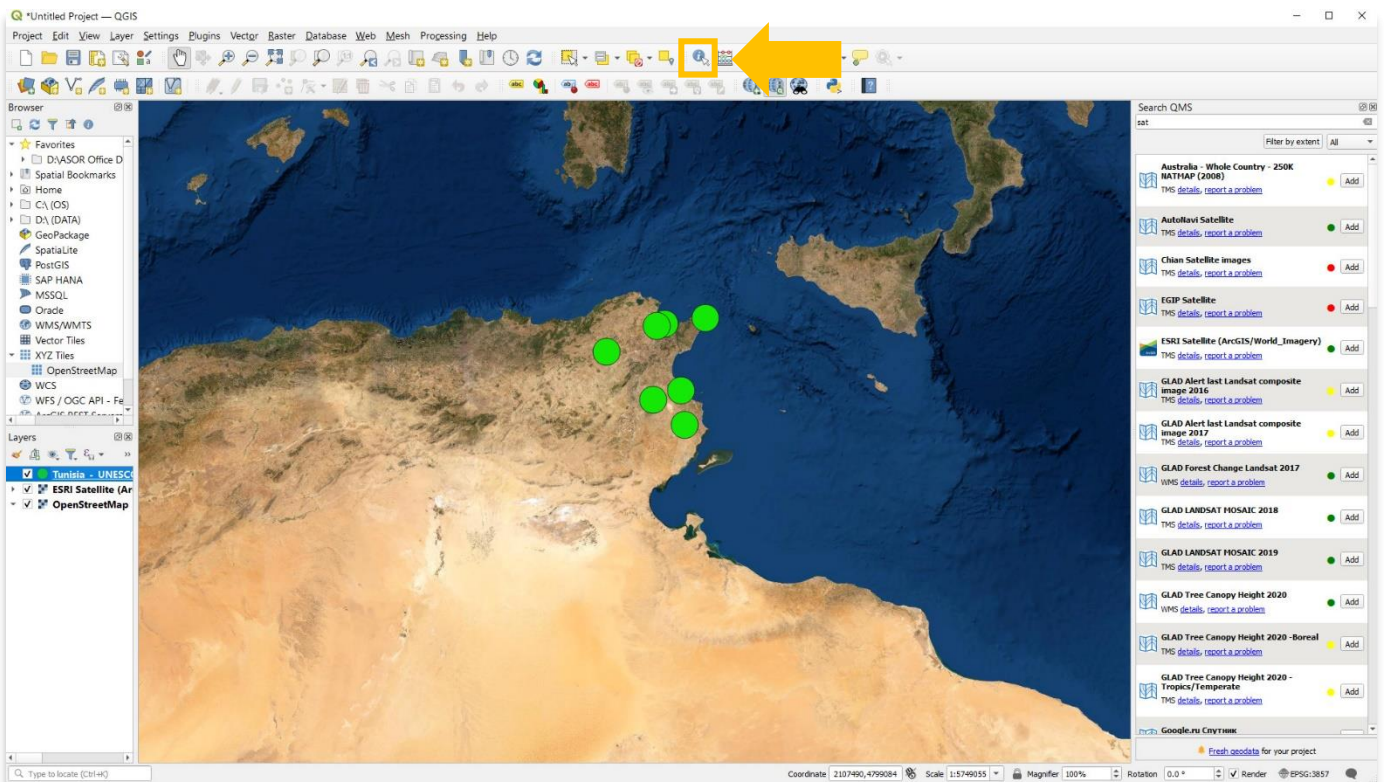 *Untitled Project — QGIS
Project Edit View Layer Settings Plugins Vector Raster Database Web Mesh Processing Help
Browser
Favorites
D:\ASOR Office D
Spatial Bookmarks
Home
C:\ (OS)
D:\ (DATA)
GeoPackage
SpatiaLite
PostGIS
SAP HANA
MSSQL
Oracle
WMS/WMTS
Vector Tiles
XYZ Tiles
OpenStreetMap
WCS
WFS / OGC API - Fe
Layers
Tunisia - UNESC
ESRI Satellite (Ar
OpenStreetMap
Search QMS
sat
Filter by extent All
Australia - Whole Country - 250K
NATMAP (2008)
TMS details, report a problem
Add
AutoNavi Satellite
TMS details, report a problem
Add
Chian Satellite images
TMS details, report a problem
Add
EGIP Satellite
TMS details, report a problem
Add
ESRI Satellite (ArcGIS/World_Imagery)
TMS details, report a problem
Add
GLAD Alert last Landsat composite
image 2016
TMS details, report a problem
Add
GLAD Alert last Landsat composite
image 2017
TMS details, report a problem
Add
GLAD Forest Change Landsat 2017
WMS details, report a problem
Add
GLAD LANDSAT MOSAIC 2018
TMS details, report a problem
Add
GLAD LANDSAT MOSAIC 2019
TMS details, report a problem
Add
GLAD Tree Canopy Height 2020
WMS details, report a problem
Add
GLAD Tree Canopy Height 2020 -Boreal
TMS details, report a problem
Add
GLAD Tree Canopy Height 2020 -
Tropics/Temperate
TMS details, report a problem
Add
Google.ru Спутник
Fresh geodata for your project
Type to locate (Ctrl+K) Coordinate 2107490,4799084 Scale 1:5749055 Magnifier 100% Rotation 0.0 ° Render EPSG:3857